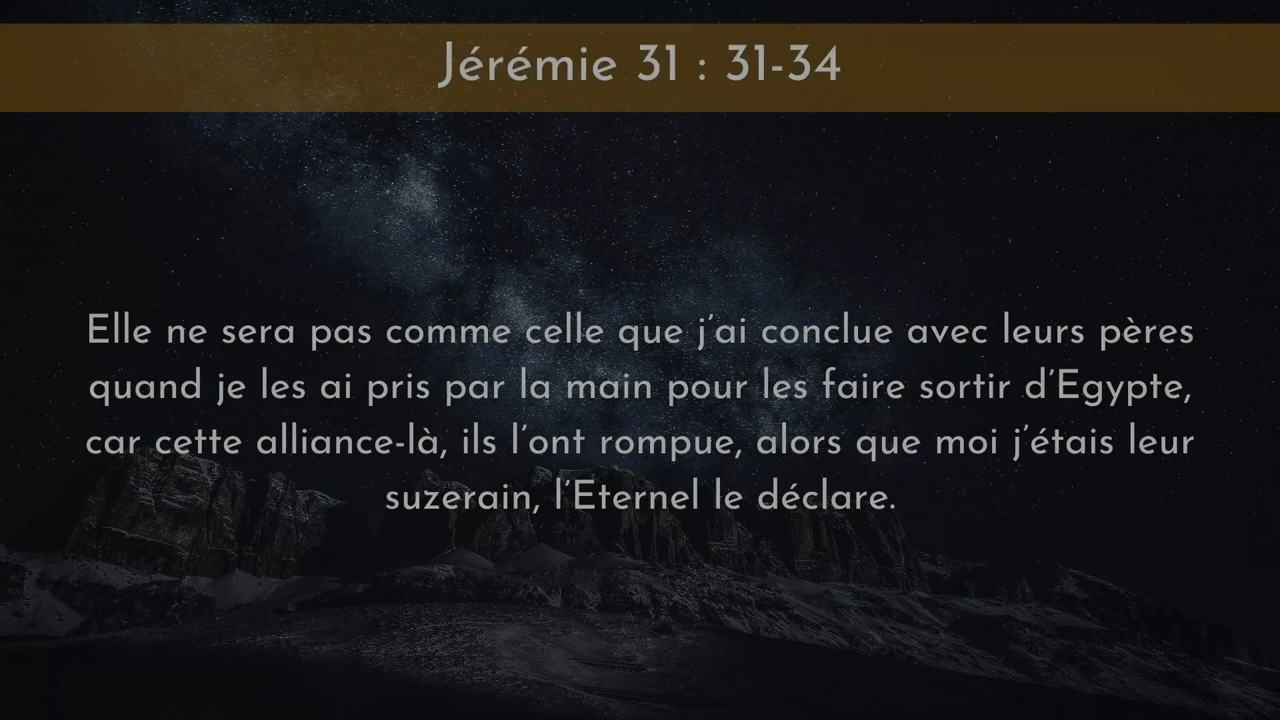 Jérémie 31 : 31-34
Elle ne sera pas comme celle que j'ai conclue avec leurs pères
quand je les ai pris par la main pour les faire sortir d'Egypte,
car cette alliance-là, ils l'ont rompue, alors que moi j'étais leur
suzerain, l'Eternel le déclare.